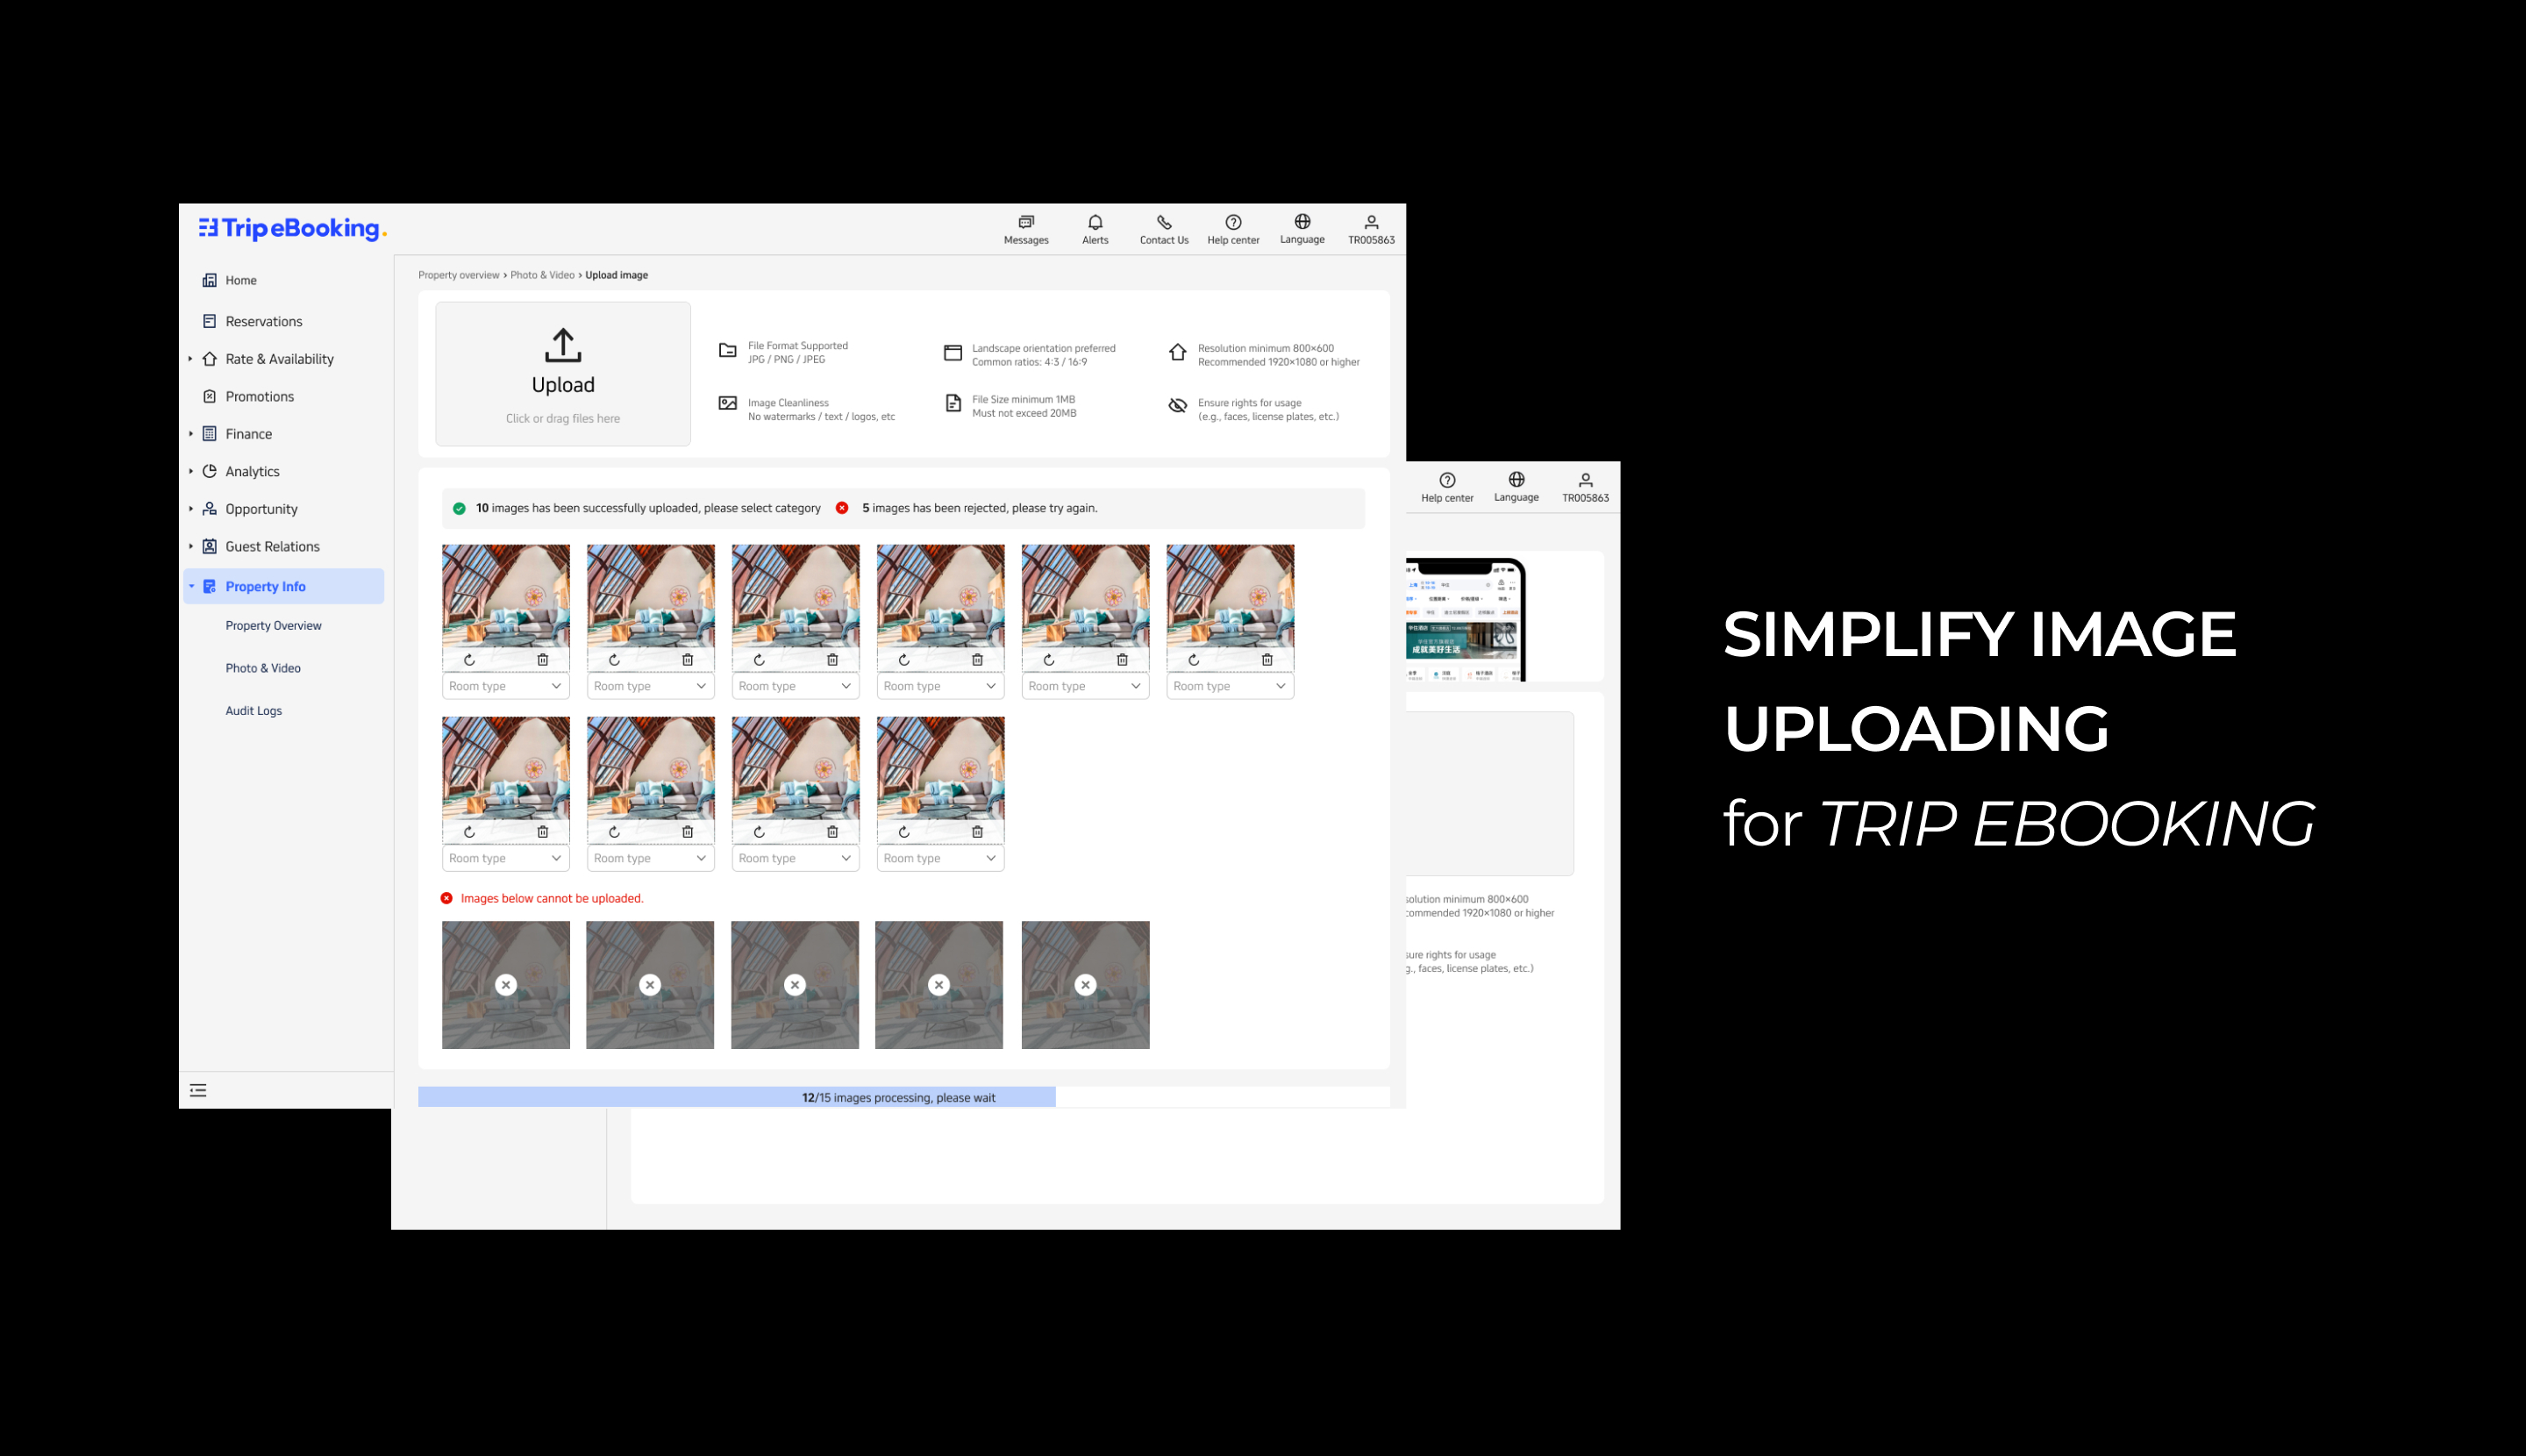 Trip eBooking.
Messages
Alerts
Contact Us
Help center
Language
TR005863
Home
Reservations
Rate & Availability
Promotions
Finance
Analytics
Opportunity
Guest Relations
Property Info
Property Overview
Photo & Video
Audit Logs
Property overview > Photo & Video > Upload image
Upload
Click or drag files here
File Format Supported
JPG / PNG / JPEG
Landscape orientation preferred
Common ratios: 4:3 / 16:9
Resolution minimum 800×600
Recommended 1920×1080 or higher
Image Cleanliness
No watermarks / text / logos, etc
File Size minimum 1MB
Must not exceed 20MB
Ensure rights for usage
(e.g., faces, license plates, etc.)
10 images has been successfully uploaded, please select category
5 images has been rejected, please try again.
Room type
Room type
Room type
Room type
Room type
Room type
Room type
Room type
Room type
Room type
Images below cannot be uploaded.
12/15 images processing, please wait
Help center
Language
TR005863
成就美好生活
solution minimum 800×600
commended 1920×1080 or higher
sure rights for usage
g., faces, license plates, etc.)
SIMPLIFY IMAGE
UPLOADING
for TRIP EBOOKING